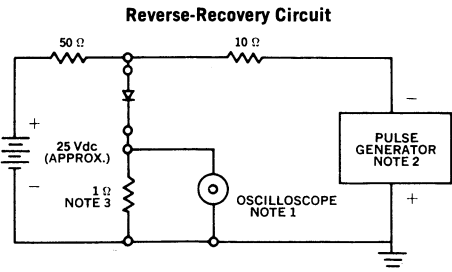 Reverse-Recovery Circuit
50 Ω
10 Ω
+
25 Vdc
(APPROX.)
−
1 Ω
NOTE 3
OSCILLOSCOPE
NOTE 1
−
PULSE
GENERATOR
NOTE 2
+